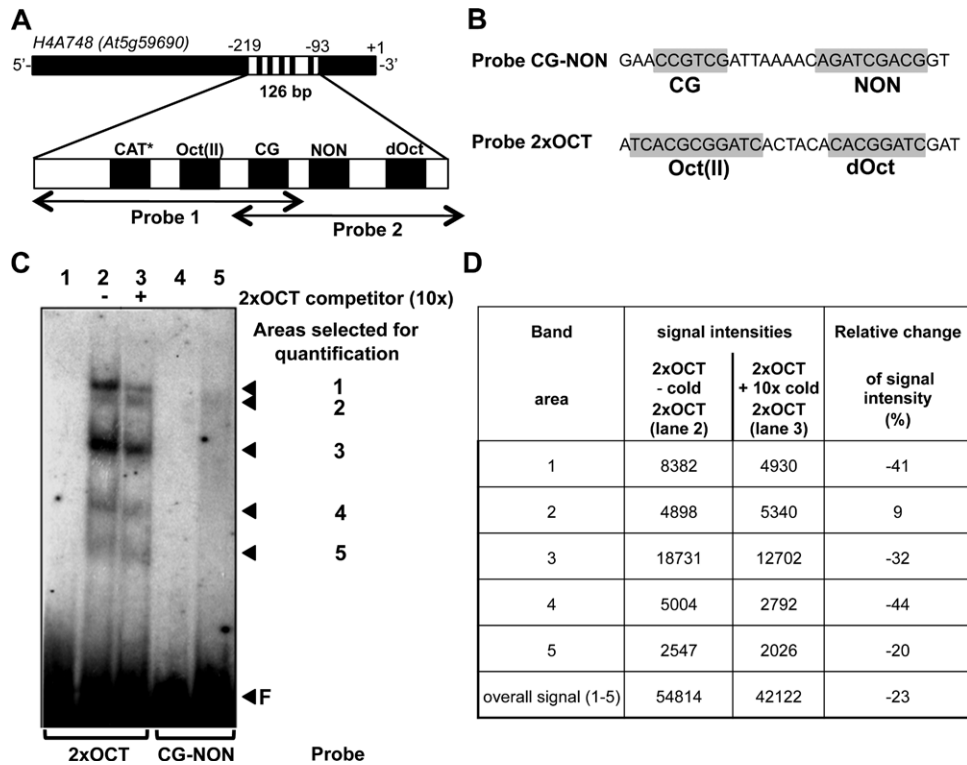 A
H4A748 (At5g59690)
-219
-93
+1
5'-
-3'
126 bp
CAT*
Oct(II)
CG
NON
dOct
Probe 1
Probe 2
B
Probe CG-NON GAACCGTCGATTAAAACAGATCGACGGT
CG NON
Probe 2xOCT ATCACGCGGATCACTACACACGGATCGAT
Oct(II) dOct
C
1 2 3 4 5
- + 2xOCT competitor (10x)
Areas selected for
quantification
1
2
3
4
5
F
2xOCT CG-NON Probe
D
Band signal intensities Relative change
area 2xOCT - cold 2xOCT (lane 2) 2xOCT + 10x cold 2xOCT (lane 3) of signal intensity (%)
1 8382 4930 -41
2 4898 5340 9
3 18731 12702 -32
4 5004 2792 -44
5 2547 2026 -20
overall signal (1-5) 54814 42122 -23